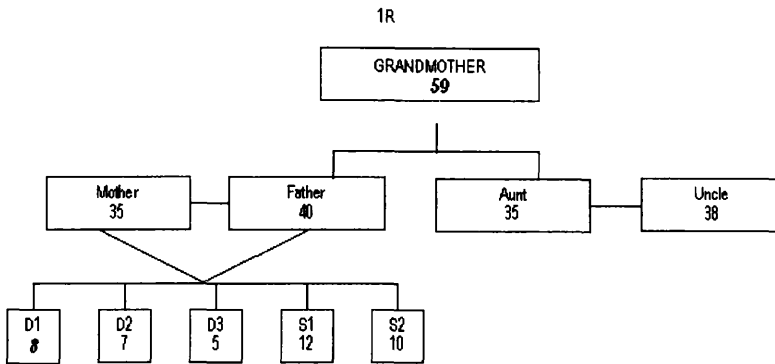 1R
GRANDMOTHER
59
Mother
35
Father
40
Aunt
35
Uncle
38
D1
8
D2
7
D3
5
S1
12
S2
10